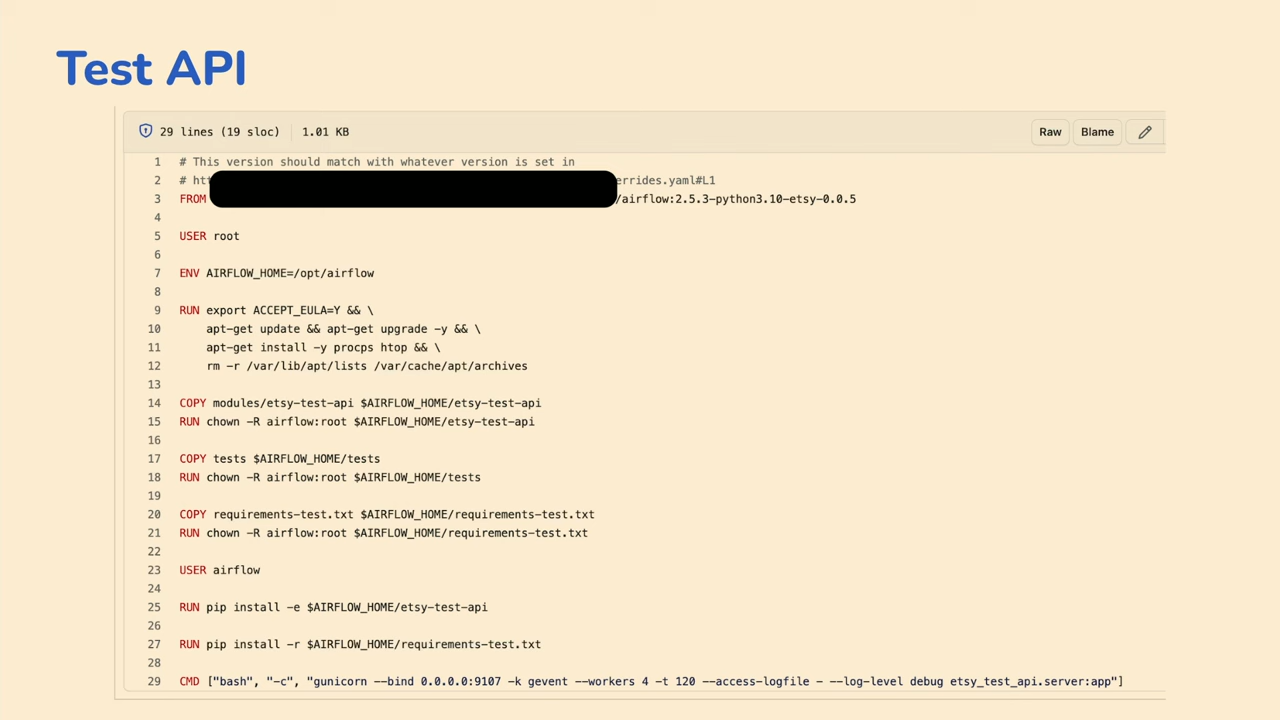 Test API
29 lines (19 sloc) 1.01 KB Raw Blame
1 # This version should match with whatever version is set in
2 # htt errides.yaml#L1
3 FROM /airflow:2.5.3-python3.10-etsy-0.0.5
4
5 USER root
6
7 ENV AIRFLOW_HOME=/opt/airflow
8
9 RUN export ACCEPT_EULA=Y && \
10 apt-get update && apt-get upgrade -y && \
11 apt-get install -y procps htop && \
12 rm -r /var/lib/apt/lists /var/cache/apt/archives
13
14 COPY modules/etsy-test-api $AIRFLOW_HOME/etsy-test-api
15 RUN chown -R airflow:root $AIRFLOW_HOME/etsy-test-api
16
17 COPY tests $AIRFLOW_HOME/tests
18 RUN chown -R airflow:root $AIRFLOW_HOME/tests
19
20 COPY requirements-test.txt $AIRFLOW_HOME/requirements-test.txt
21 RUN chown -R airflow:root $AIRFLOW_HOME/requirements-test.txt
22
23 USER airflow
24
25 RUN pip install -e $AIRFLOW_HOME/etsy-test-api
26
27 RUN pip install -r $AIRFLOW_HOME/requirements-test.txt
28
29 CMD ["bash", "-c", "gunicorn --bind 0.0.0.0:9107 -k gevent --workers 4 -t 120 --access-logfile - --log-level debug etsy_test_api.server:app"]